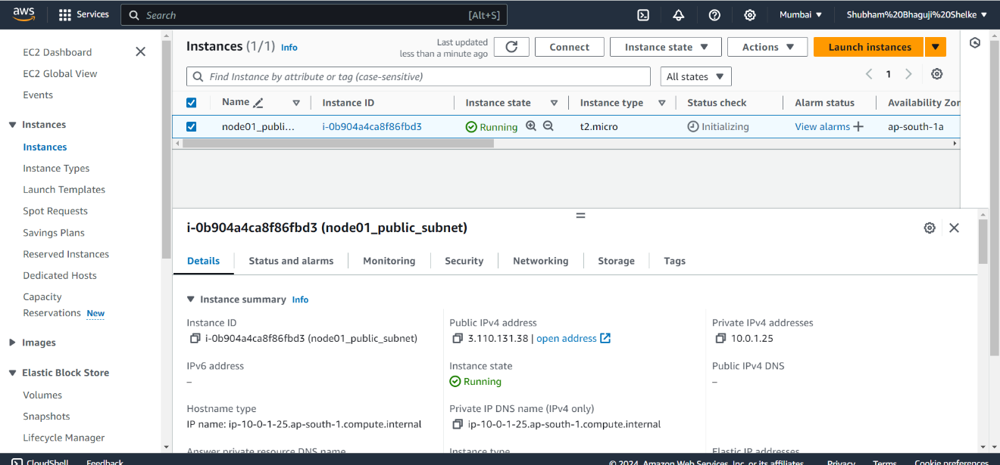 aws Services Search [Alt+S] Mumbai ▼ Shubham%20Bhaguji%20Shelke ▼
EC2 Dashboard
EC2 Global View
Events
Instances
Instances
Instance Types
Launch Templates
Spot Requests
Savings Plans
Reserved Instances
Dedicated Hosts
Capacity
Reservations New
Images
Elastic Block Store
Volumes
Snapshots
Lifecycle Manager
Instances (1/1) Info
Last updated
less than a minute ago
Connect Instance state ▼ Actions ▼ Launch instances ▼
Find Instance by attribute or tag (case-sensitive) All states ▼ 1
Name Instance ID Instance state Instance type Status check Alarm status Availability Zon
node01_publi... i-0b904a4ca8f86fbd3 Running t2.micro Initializing View alarms + ap-south-1a
i-0b904a4ca8f86fbd3 (node01_public_subnet)
Details Status and alarms Monitoring Security Networking Storage Tags
Instance summary Info
Instance ID
i-0b904a4ca8f86fbd3 (node01_public_subnet)
Public IPv4 address
3.110.131.38 | open address
Private IPv4 addresses
10.0.1.25
IPv6 address
–
Instance state
Running
Public IPv4 DNS
–
Hostname type
IP name: ip-10-0-1-25.ap-south-1.compute.internal
Private IP DNS name (IPv4 only)
ip-10-0-1-25.ap-south-1.compute.internal
Answer private resource DNS name
Instance type
Elastic IP addresses
CloudShell Feedback © 2024, Amazon Web Services, Inc. or its affiliates. Privacy Terms Cookie preferences